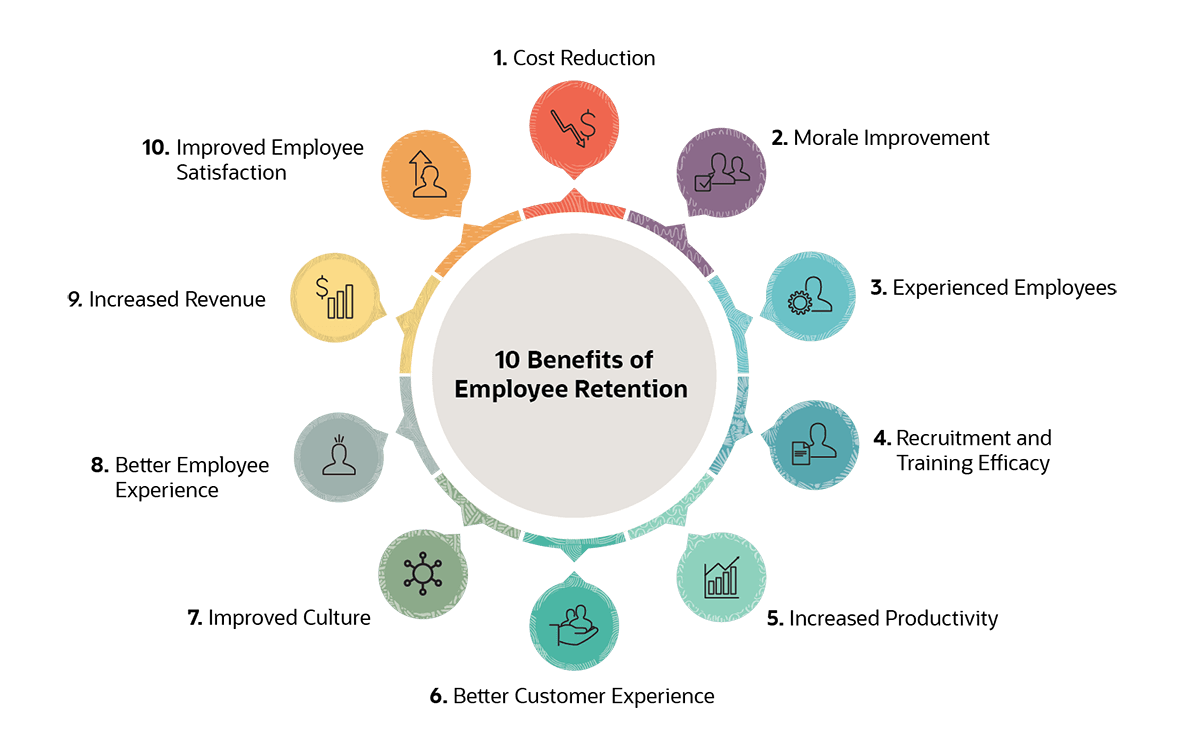 10 Benefits of
Employee Retention
1. Cost Reduction
2. Morale Improvement
3. Experienced Employees
4. Recruitment and
Training Efficacy
5. Increased Productivity
6. Better Customer Experience
7. Improved Culture
8. Better Employee
Experience
9. Increased Revenue
10. Improved Employee
Satisfaction
$
$